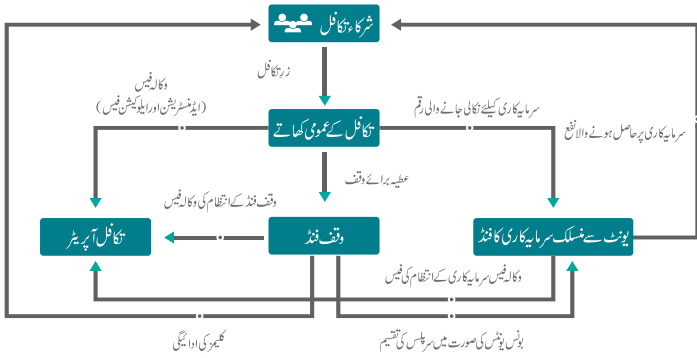 شرکاء تکافل
زرِ تکافل
وکالہ فیس
(ایڈمنسٹریشن اور ایلوکیشن فیس)
تکافل کے عمومی کھاتے
سرمایہ کاری کیلئے نکالی جانے والی رقم
سرمایہ کاری پر حاصل ہونے والا نفع
عطیہ برائے وقف
وقف فنڈ کے انتظام کی وکالہ فیس
تکافل آپریٹر
وقف فنڈ
یونٹ سے منسلک سرمایہ کاری کا فنڈ
وکالہ فیس سرمایہ کاری کے انتظام کی فیس
کلیمز کی ادائیگی
بونس یونٹس کی صورت میں سرپلس کی تقسیم